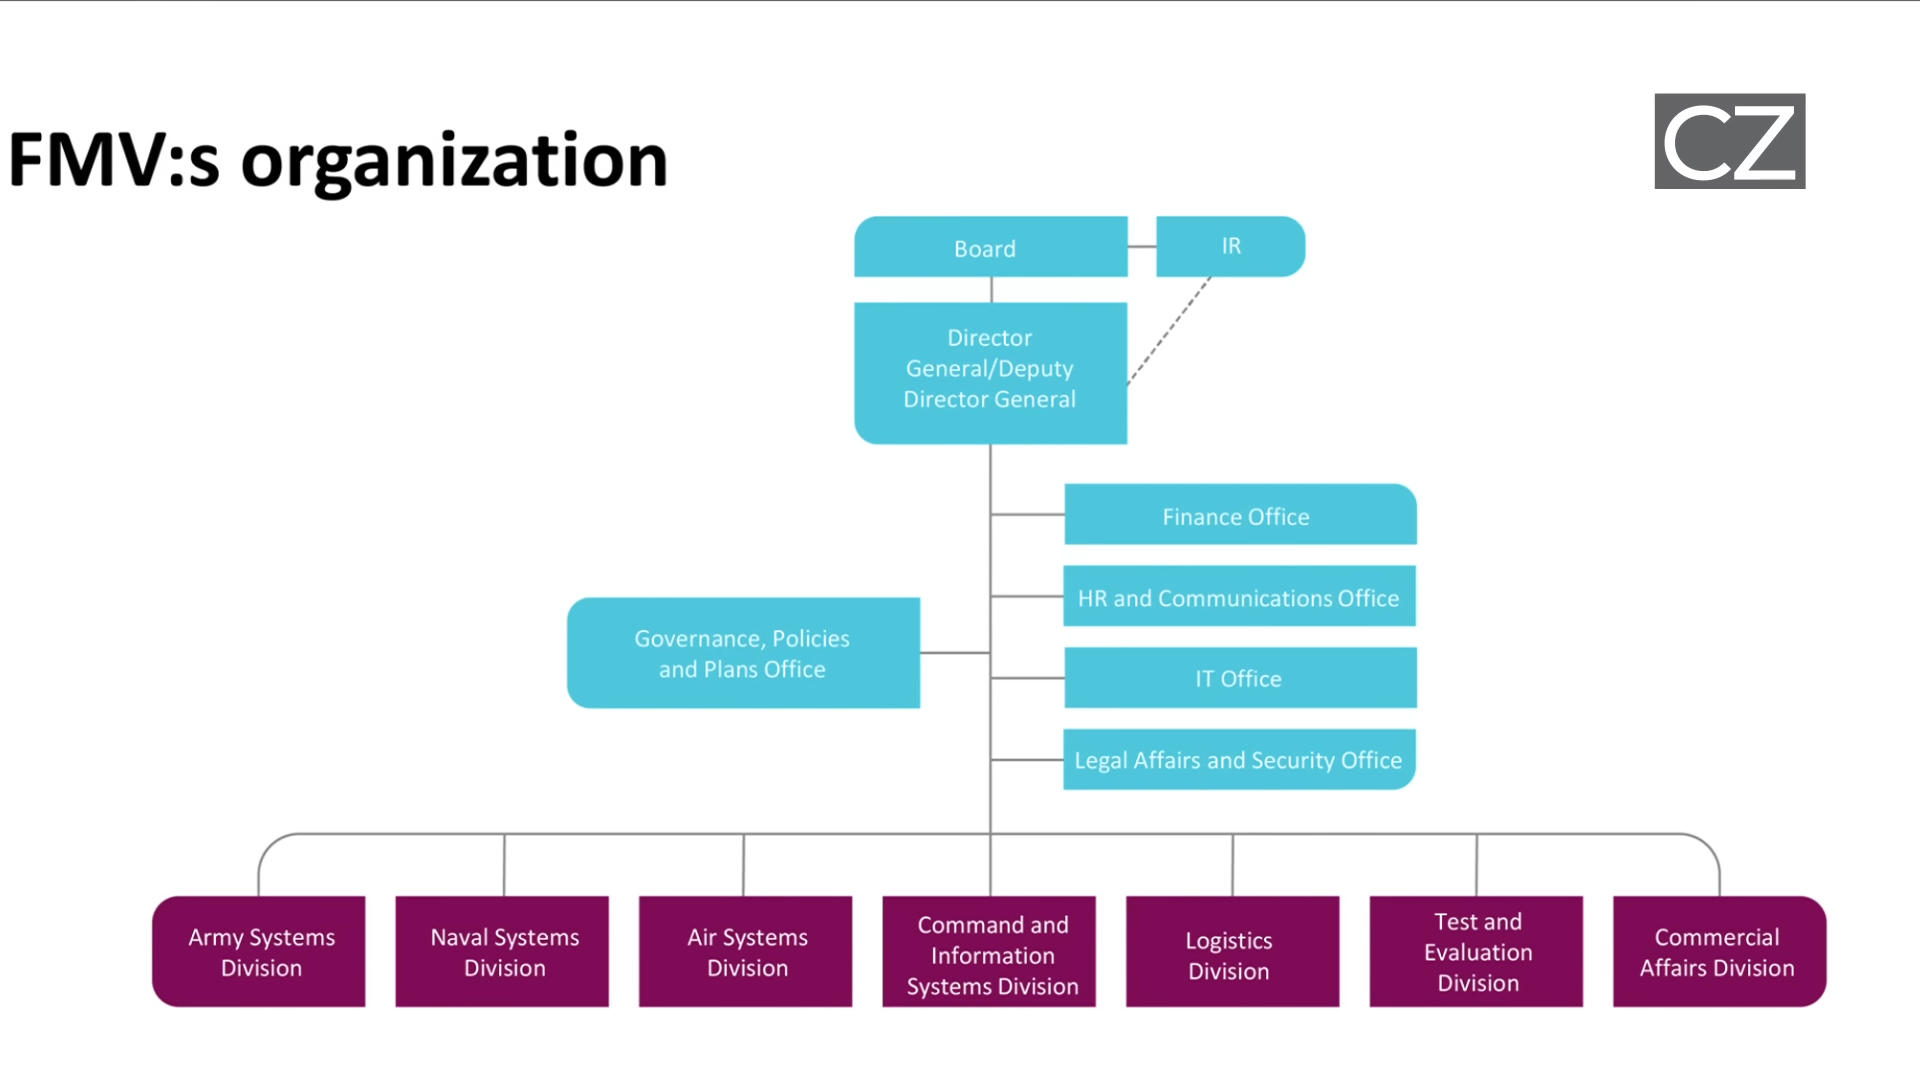 FMV:s organization
CZ
Board
IR
Director
General/Deputy
Director General
Finance Office
HR and Communications Office
Governance, Policies
and Plans Office
IT Office
Legal Affairs and Security Office
Army Systems
Division
Naval Systems
Division
Air Systems
Division
Command and
Information
Systems Division
Logistics
Division
Test and
Evaluation
Division
Commercial
Affairs Division